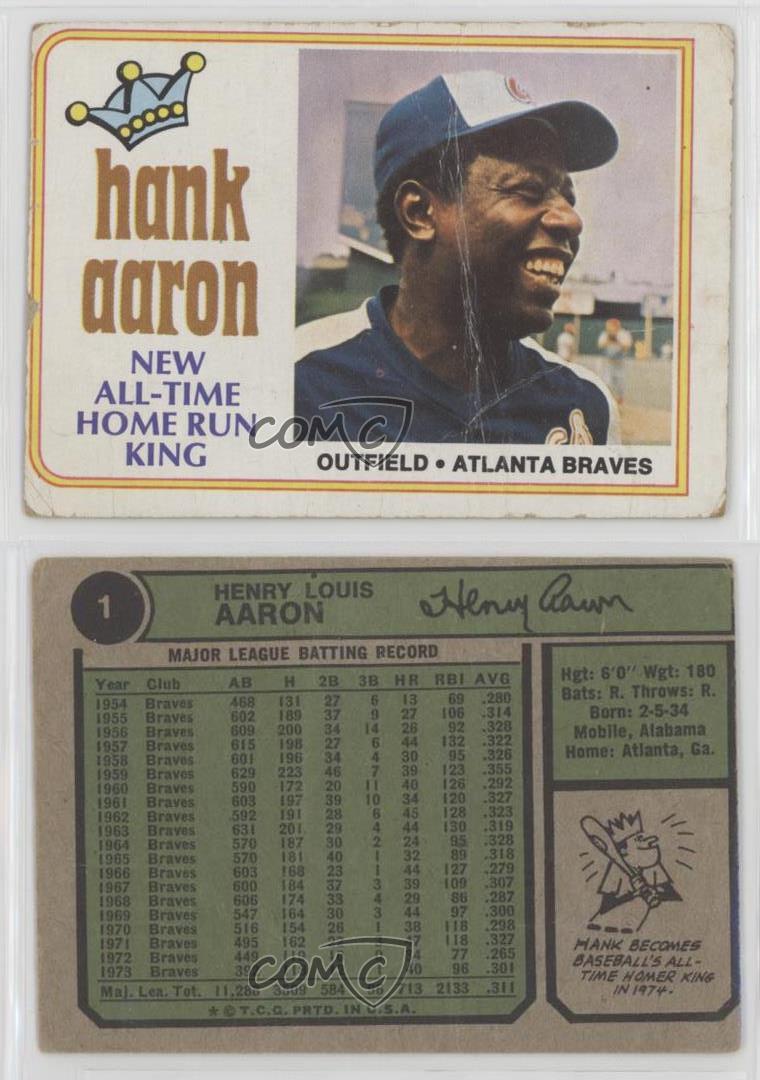 hank
aaron
NEW
ALL-TIME
HOME RUN
KING
OUTFIELD • ATLANTA BRAVES
COMC
1
HENRY LOUIS
AARON
Henry Aaron
MAJOR LEAGUE BATTING RECORD
Year Club AB H 2B 3B HR RBI AVG
1954 Braves 468 131 27 6 13 69 .280
1955 Braves 602 189 37 9 27 106 .314
1956 Braves 609 200 34 14 26 92 .328
1957 Braves 615 198 27 6 44 132 .322
1958 Braves 601 196 34 4 30 95 .326
1959 Braves 629 223 46 7 39 123 .355
1960 Braves 590 172 20 11 40 126 .292
1961 Braves 603 197 39 10 34 120 .327
1962 Braves 592 191 28 6 45 128 .323
1963 Braves 631 201 29 4 44 130 .319
1964 Braves 570 187 30 2 24 95 .328
1965 Braves 570 181 40 1 32 89 .318
1966 Braves 603 168 23 1 44 127 .279
1967 Braves 600 184 37 3 39 109 .307
1968 Braves 606 174 33 4 29 86 .287
1969 Braves 547 164 30 3 44 97 .300
1970 Braves 516 154 26 1 38 118 .298
1971 Braves 495 162 118 .327
1972 Braves 449 77 .265
1973 Braves 40 96 .301
Maj. Lea. Tot. 11,288 3509 584 713 2133 .311
* © T.C.G. PRTD. IN U.S.A.
COMC
Hgt: 6'0" Wgt: 180
Bats: R. Throws: R.
Born: 2-5-34
Mobile, Alabama
Home: Atlanta, Ga.
HANK BECOMES
BASEBALL'S ALL-
TIME HOMER KING
IN 1974.